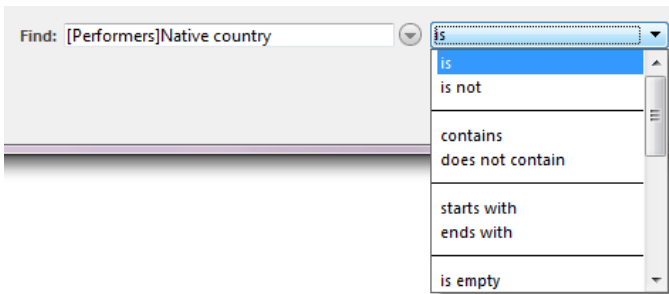 Find: [Performers]Native country is
is
is not
contains
does not contain
starts with
ends with
is empty